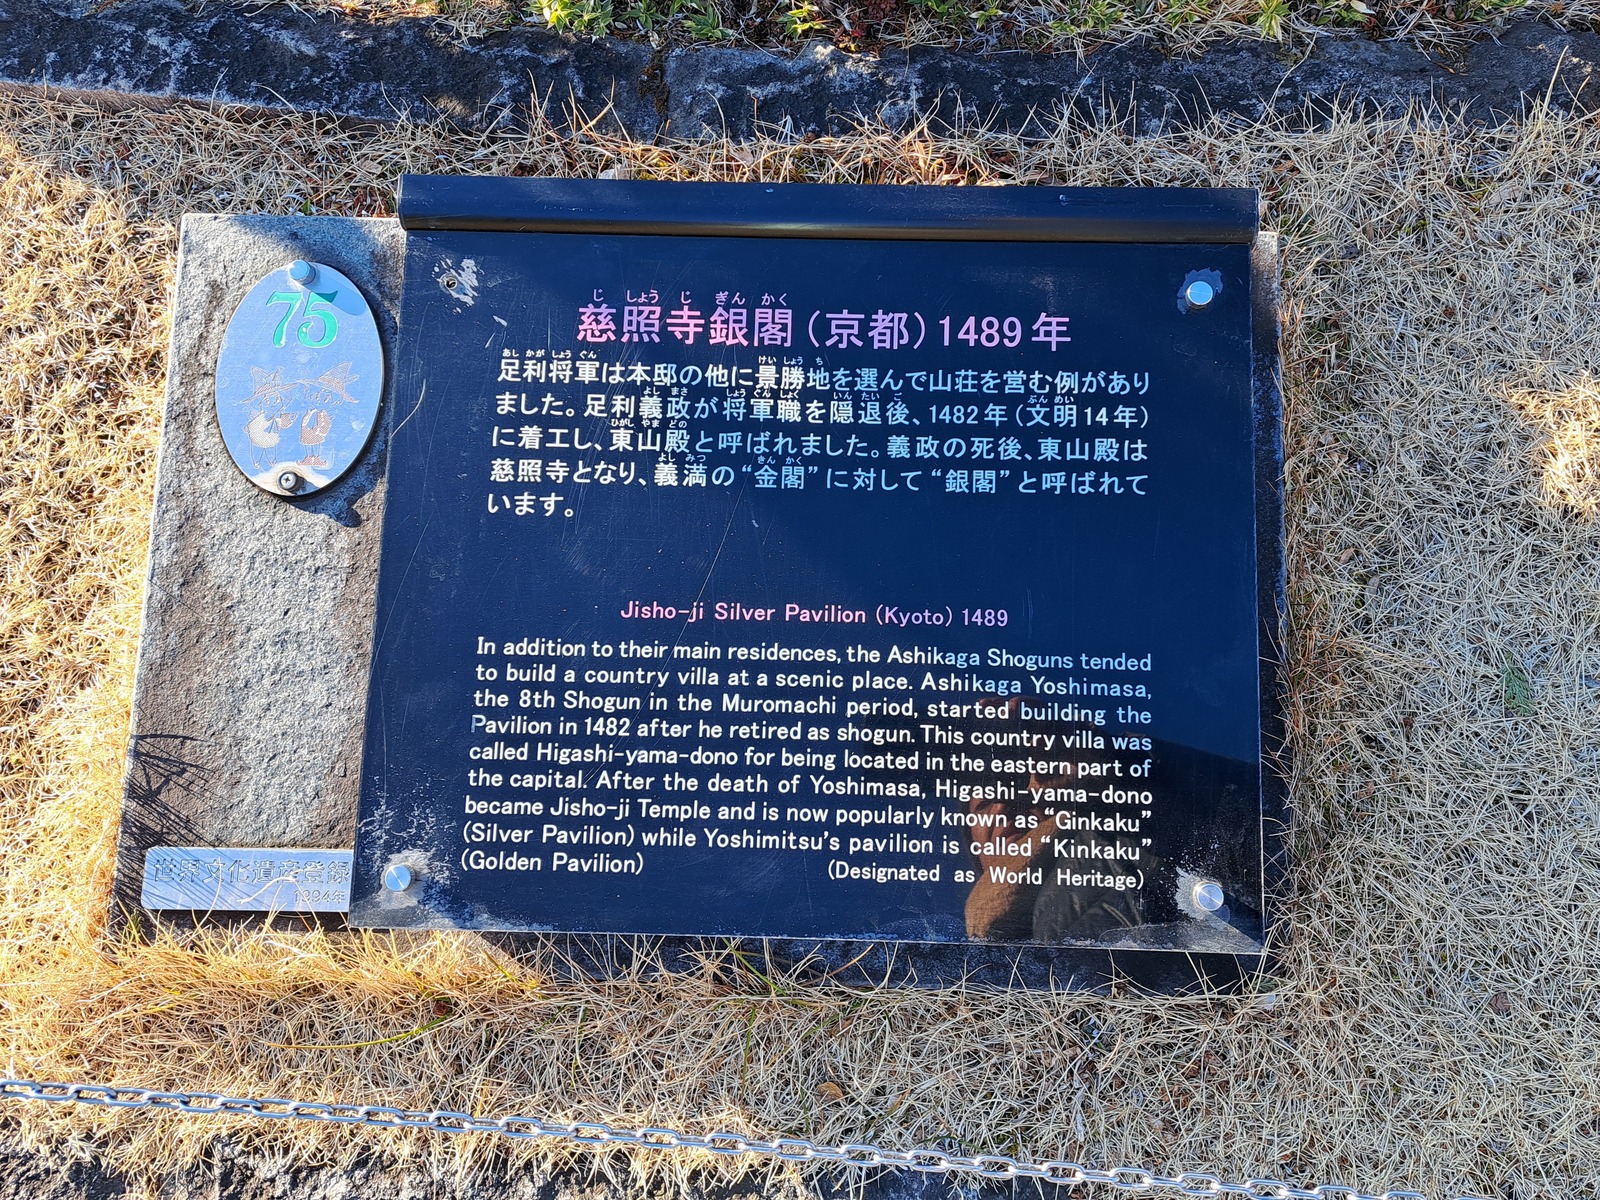 75
慈照寺銀閣(京都)1489年
じ しょう じ ぎん かく
足利将軍は本邸の他に景勝地を選んで山荘を営む例があり
あし かが しょう ぐん けい しょう ち
ました。足利義政が将軍職を隠退後、1482年(文明14年)
よし まさ しょう ぐん しょく いん たい ご ぶん めい
に着工し、東山殿と呼ばれました。義政の死後、東山殿は
ひがし やま どの
慈照寺となり、義満の“金閣”に対して“銀閣”と呼ばれて
よし みつ きん かく
います。
Jisho-ji Silver Pavilion (Kyoto) 1489
In addition to their main residences, the Ashikaga Shoguns tended
to build a country villa at a scenic place. Ashikaga Yoshimasa,
the 8th Shogun in the Muromachi period, started building the
Pavilion in 1482 after he retired as shogun. This country villa was
called Higashi-yama-dono for being located in the eastern part of
the capital. After the death of Yoshimasa, Higashi-yama-dono
became Jisho-ji Temple and is now popularly known as “Ginkaku”
(Silver Pavilion) while Yoshimitsu's pavilion is called “Kinkaku”
(Golden Pavilion) (Designated as World Heritage)
世界文化遺産登録
1994年